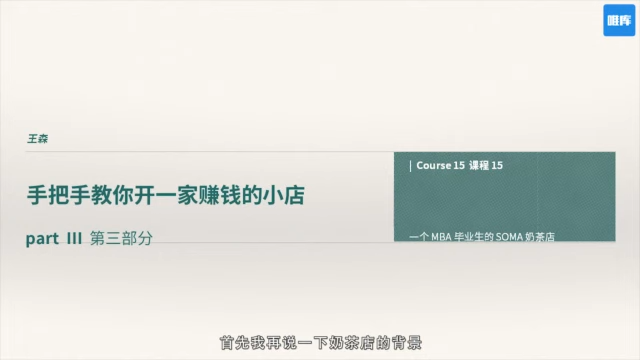 唯库
王森
| Course 15 课程 15
手把手教你开一家赚钱的小店
part III 第三部分
一个 MBA 毕业生的 SOMA 奶茶店
首先我再说一下奶茶店的背景